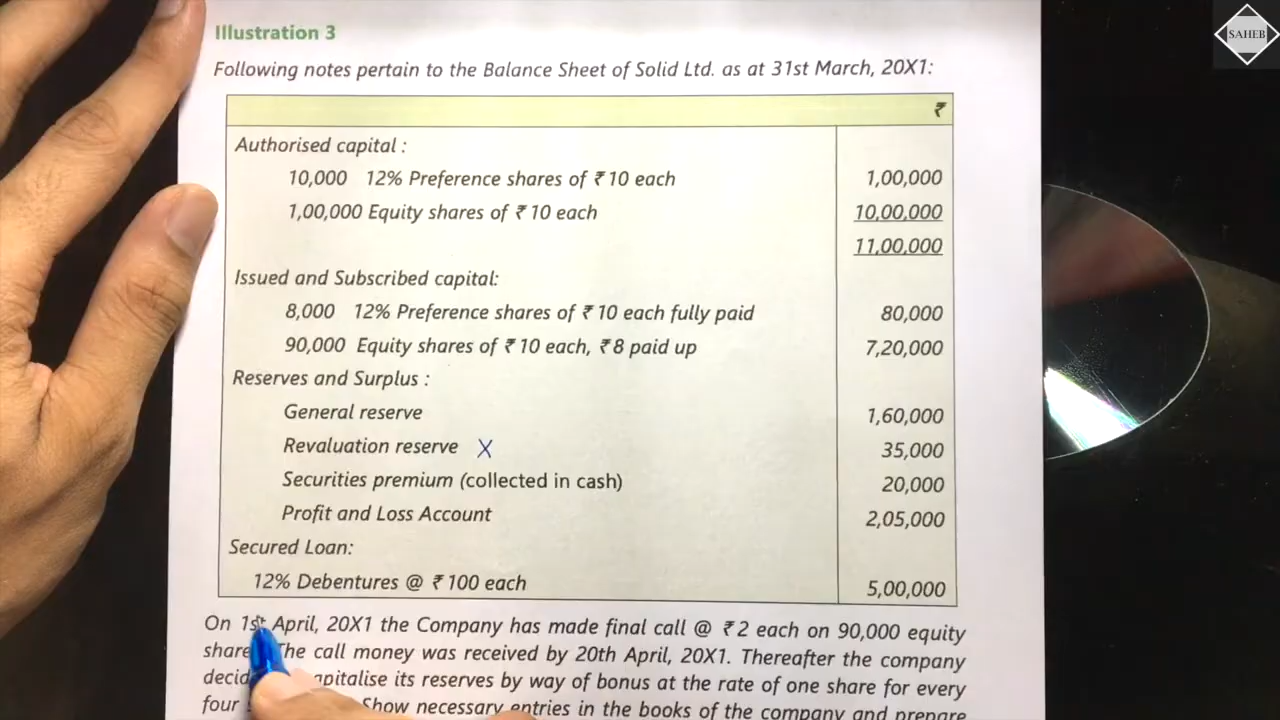 SAHEB
Illustration 3
Following notes pertain to the Balance Sheet of Solid Ltd. as at 31st March, 20X1:
₹
Authorised capital :
10,000 12% Preference shares of ₹ 10 each 1,00,000
1,00,000 Equity shares of ₹ 10 each 10,00,000
11,00,000
Issued and Subscribed capital:
8,000 12% Preference shares of ₹ 10 each fully paid 80,000
90,000 Equity shares of ₹ 10 each, ₹ 8 paid up 7,20,000
Reserves and Surplus :
General reserve 1,60,000
Revaluation reserve X 35,000
Securities premium (collected in cash) 20,000
Profit and Loss Account 2,05,000
Secured Loan:
12% Debentures @ ₹ 100 each 5,00,000
On 1st April, 20X1 the Company has made final call @ ₹ 2 each on 90,000 equity
The call money was received by 20th April, 20X1. Thereafter the company
its reserves by way of bonus at the rate of one share for every
four Show necessary entries in the books of the company and prepare